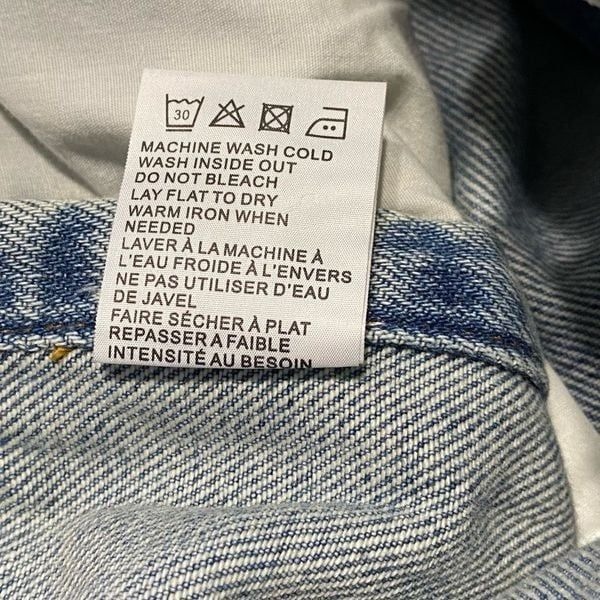 30
MACHINE WASH COLD
WASH INSIDE OUT
DO NOT BLEACH
LAY FLAT TO DRY
WARM IRON WHEN
NEEDED
LAVER À LA MACHINE À
L'EAU FROIDE À L'ENVERS
NE PAS UTILISER D'EAU
DE JAVEL
FAIRE SÉCHER À PLAT
REPASSER A FAIBLE
INTENSITÉ AU BESOIN